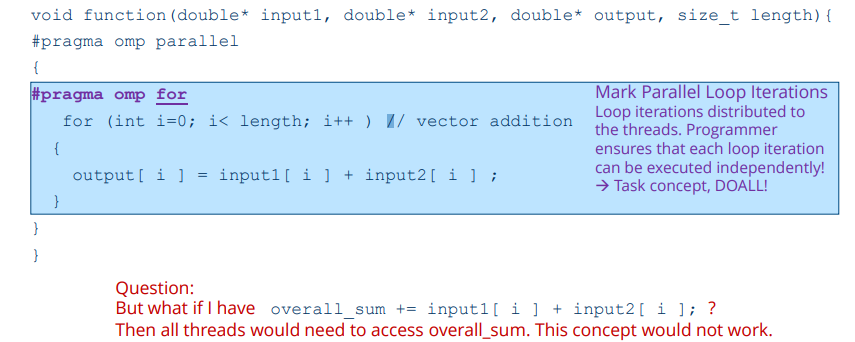 void function(double* input1, double* input2, double* output, size_t length){
#pragma omp parallel
{
#pragma omp for
for (int i=0; i< length; i++ ) // vector addition
{
output[ i ] = input1[ i ] + input2[ i ] ;
}
Mark Parallel Loop Iterations
Loop iterations distributed to
the threads. Programmer
ensures that each loop iteration
can be executed independently!
→ Task concept, DOALL!
}
}
Question:
But what if I have overall_sum += input1[ i ] + input2[ i ]; ?
Then all threads would need to access overall_sum. This concept would not work.